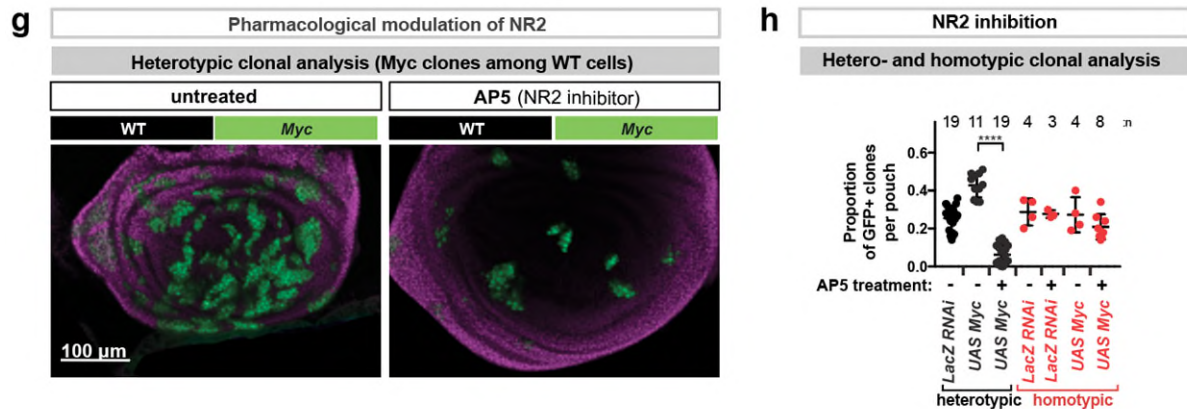 g
Pharmacological modulation of NR2
Heterotypic clonal analysis (Myc clones among WT cells)
untreated
AP5 (NR2 inhibitor)
WT
Myc
WT
Myc
100 µm
h
NR2 inhibition
Hetero- and homotypic clonal analysis
19 11 19 4 3 4 8 :n
****
Proportion
of GFP+ clones
per pouch
0.6
0.4
0.2
0.0
AP5 treatment: - - + - + - +
LacZ RNAi
UAS Myc
UAS Myc
LacZ RNAi
LacZ RNAi
UAS Myc
UAS Myc
heterotypic
homotypic